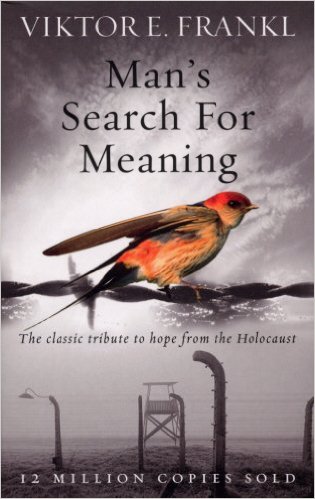 VIKTOR E. FRANKL
Man's
Search For
Meaning
The classic tribute to hope from the Holocaust
12 MILLION COPIES SOLD